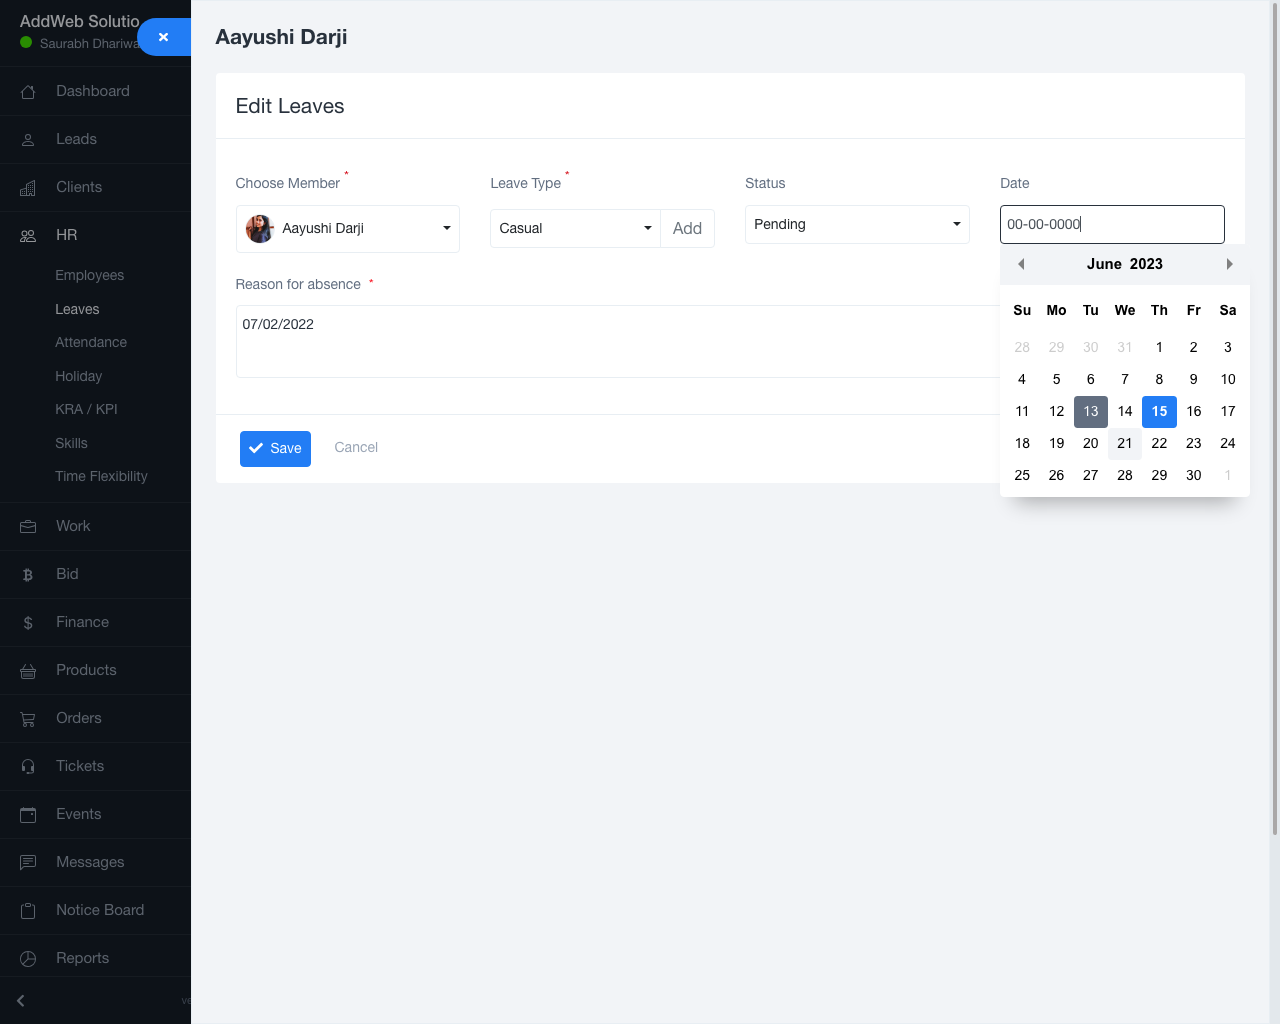 AddWeb Solutio
Saurabh Dhariwa
Dashboard
Leads
Clients
HR
Employees
Leaves
Attendance
Holiday
KRA / KPI
Skills
Time Flexibility
Work
Bid
Finance
Products
Orders
Tickets
Events
Messages
Notice Board
Reports
ve
Aayushi Darji
Edit Leaves
Choose Member *
Aayushi Darji
Leave Type *
Casual
Add
Status
Pending
Date
00-00-0000
Reason for absence *
07/02/2022
Save
Cancel
June 2023
Su Mo Tu We Th Fr Sa
28 29 30 31 1 2 3
4 5 6 7 8 9 10
11 12 13 14 15 16 17
18 19 20 21 22 23 24
25 26 27 28 29 30 1